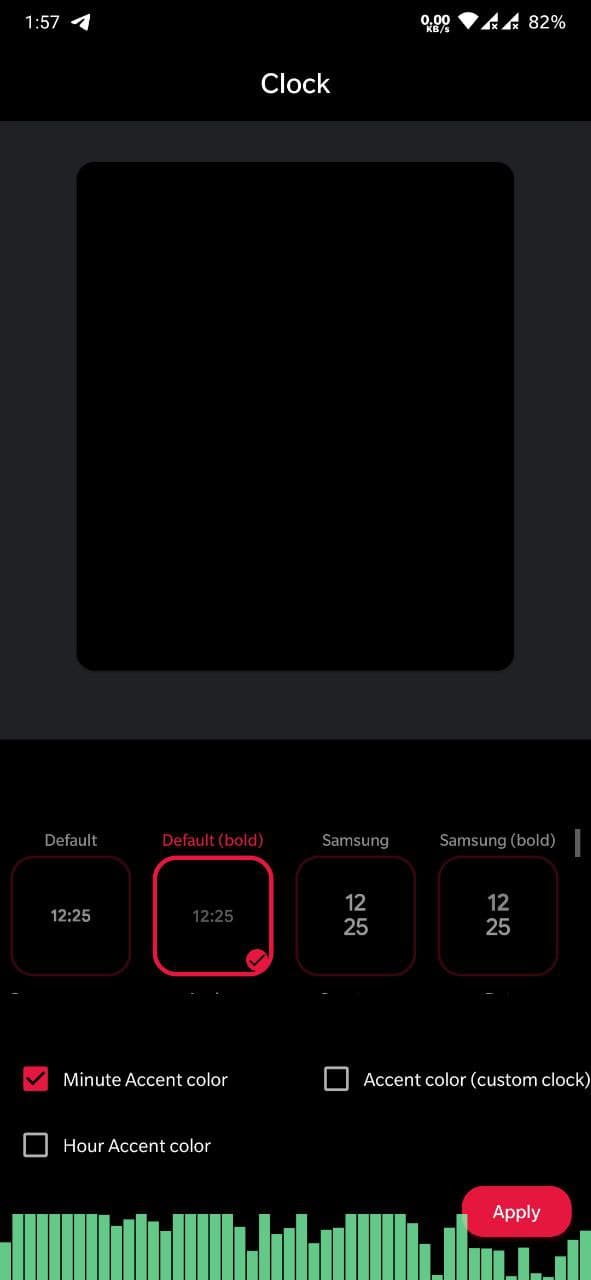 1:57 0.00 KB/s 82%
Clock
Default Default (bold) Samsung Samsung (bold)
12:25 12:25 12 12
25 25
Minute Accent color Accent color (custom clock)
Hour Accent color
Apply